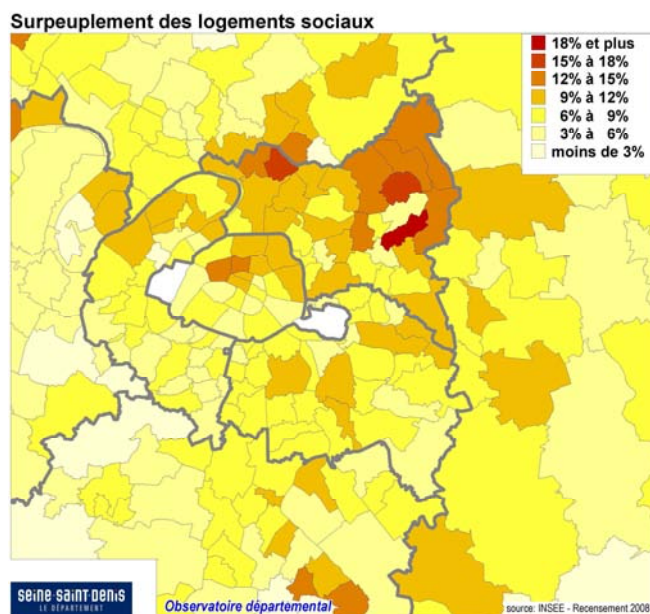 Surpeuplement des logements sociaux
18% et plus
15% à 18%
12% à 15%
9% à 12%
6% à 9%
3% à 6%
moins de 3%
seine-saint-denis
LE DÉPARTEMENT
Observatoire départemental
source: INSEE - Recensement 2008